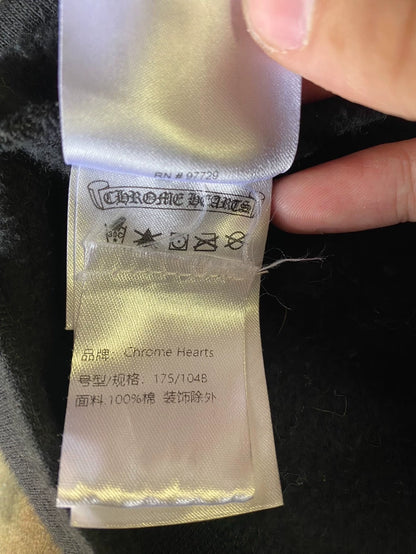 RN # 97729
CHROME HEARTS
品牌：Chrome Hearts
号型/规格．175/104B
面料.100%棉 装饰除外